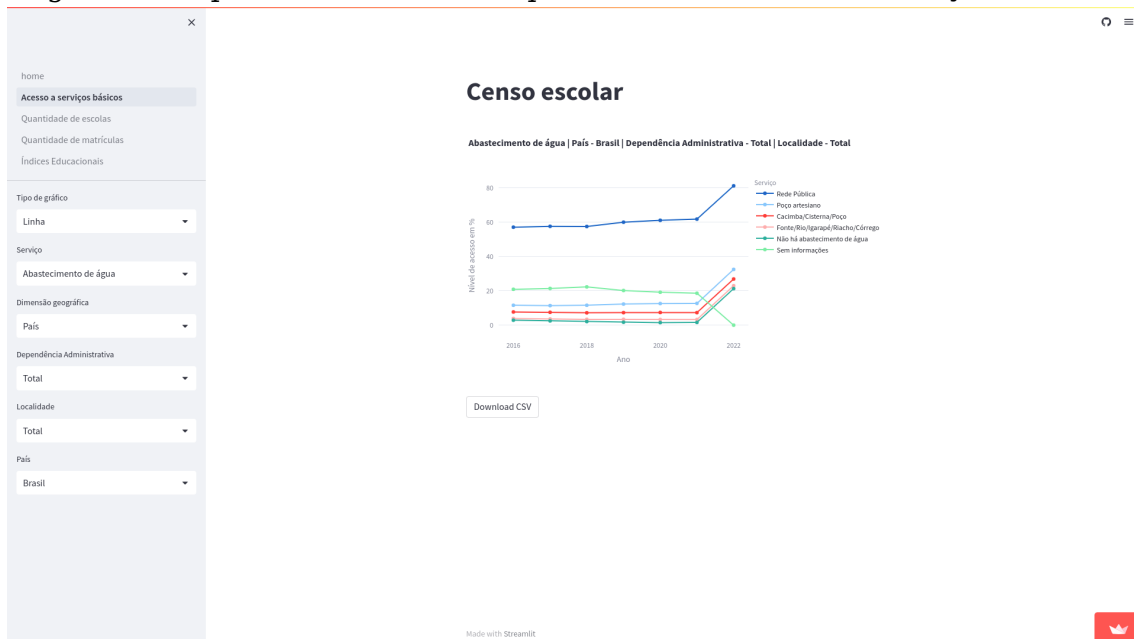 ×
home
Acesso a serviços básicos
Quantidade de escolas
Quantidade de matrículas
Índices Educacionais
Tipo de gráfico
Linha
Serviço
Abastecimento de água
Dimensão geográfica
País
Dependência Administrativa
Total
Localidade
Total
País
Brasil
Censo escolar
Abastecimento de água | País - Brasil | Dependência Administrativa - Total | Localidade - Total
Nível de acesso em %
80
60
40
20
0
2016 2018 2020 2022
Ano
Serviço
Rede Pública
Poço artesiano
Cacimba/Cisterna/Poço
Fonte/Rio/Igarapé/Riacho/Córrego
Não há abastecimento de água
Sem informações
Download CSV
Made with Streamlit